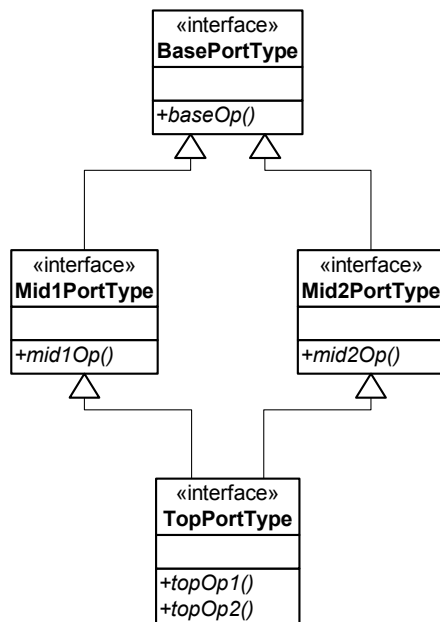 «interface»
BasePortType
+baseOp()
«interface»
Mid1PortType
+mid1Op()
«interface»
Mid2PortType
+mid2Op()
«interface»
TopPortType
+topOp1()
+topOp2()